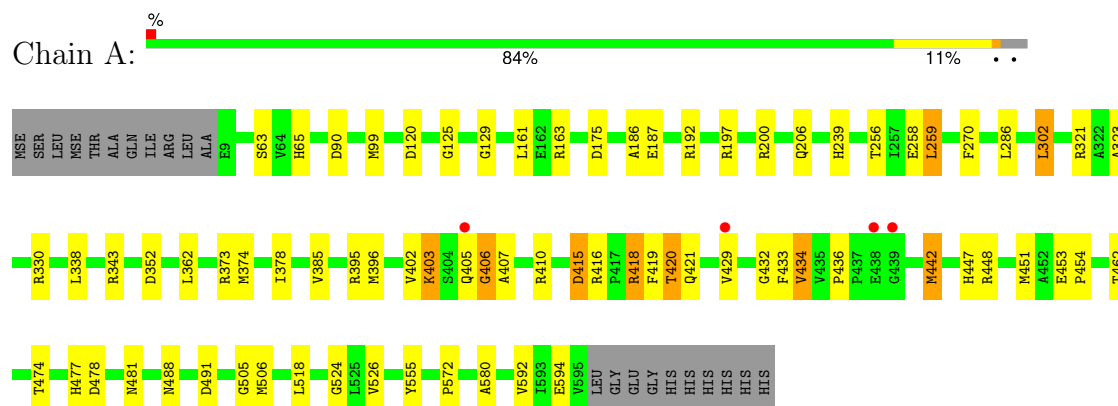 %
Chain A:
84% 11% • •
MSE SER LEU MSE THR ALA GLN ILE ARG LEU ALA E9 S63 V64 H65 D90 M99 D120 G125 G129 L161 E162 R163 D175 A186 E187 R192 R197 R200 Q206 H239 T256 I257 E258 L259 F270 L286 L302 R321 A322 A323
R330 L338 R343 D352 L362 R373 M374 I378 V385 R395 M396 V402 K403 S404 Q405 G406 A407 R410 D415 R416 P417 R418 F419 T420 Q421 V429 G432 F433 V434 V435 P436 P437 E438 G439 M442 H447 R448 M451 A452 E453 P454 T462
T474 H477 D478 N481 N488 D491 G505 M506 L518 G524 L525 V526 Y555 P572 A580 V592 I593 E594 V595 LEU GLY GLU GLY HIS HIS HIS HIS HIS HIS